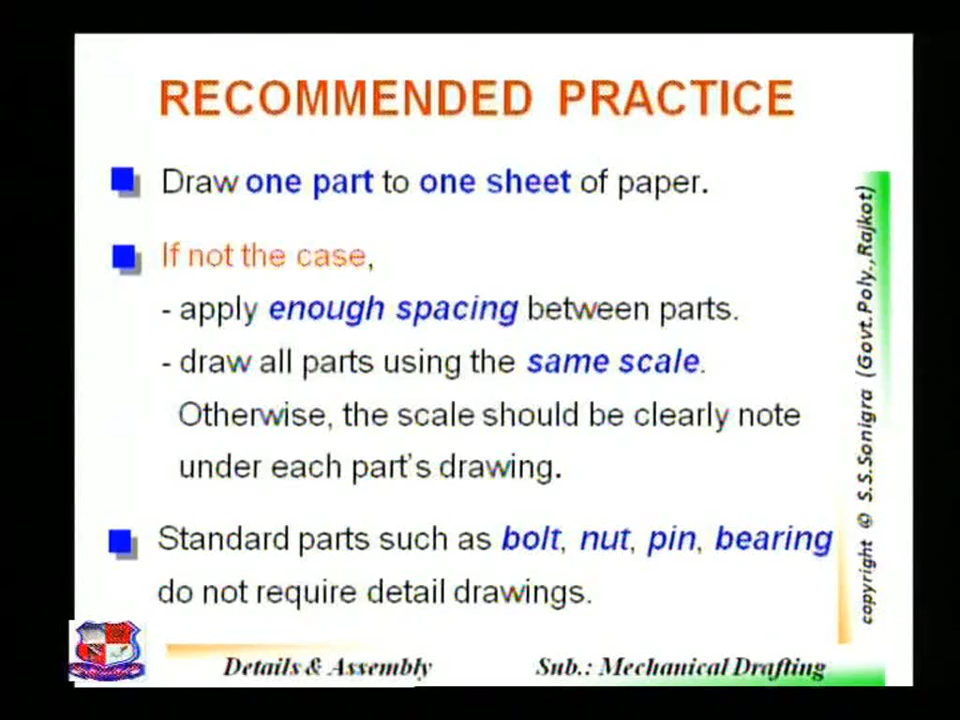 RECOMMENDED PRACTICE
Draw one part to one sheet of paper.
If not the case,
- apply enough spacing between parts.
- draw all parts using the same scale.
Otherwise, the scale should be clearly note
under each part's drawing.
Standard parts such as bolt, nut, pin, bearing
do not require detail drawings.
copyright © S.S.Sonigra (Govt.Poly.,Rajkot)
Details & Assembly
Sub.: Mechanical Drafting